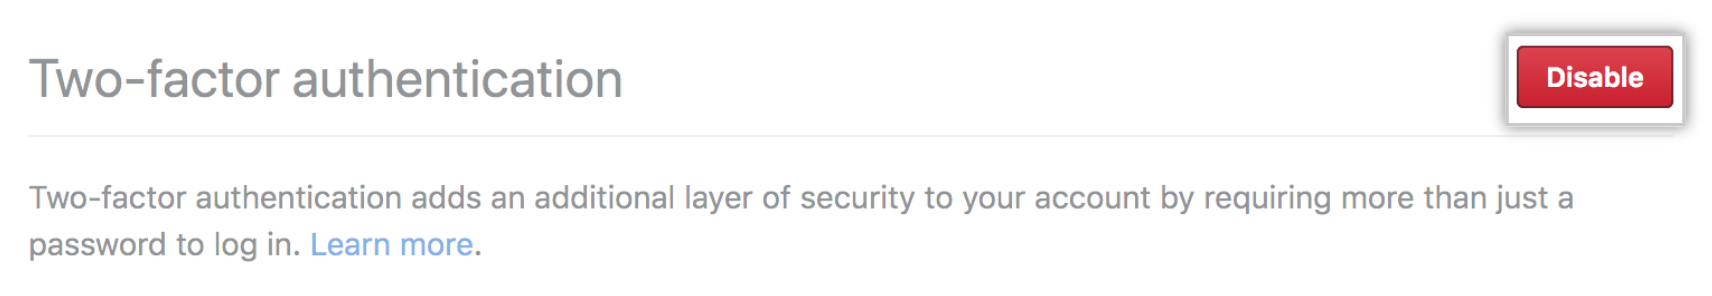 Two-factor authentication
Disable
Two-factor authentication adds an additional layer of security to your account by requiring more than just a
password to log in. Learn more.